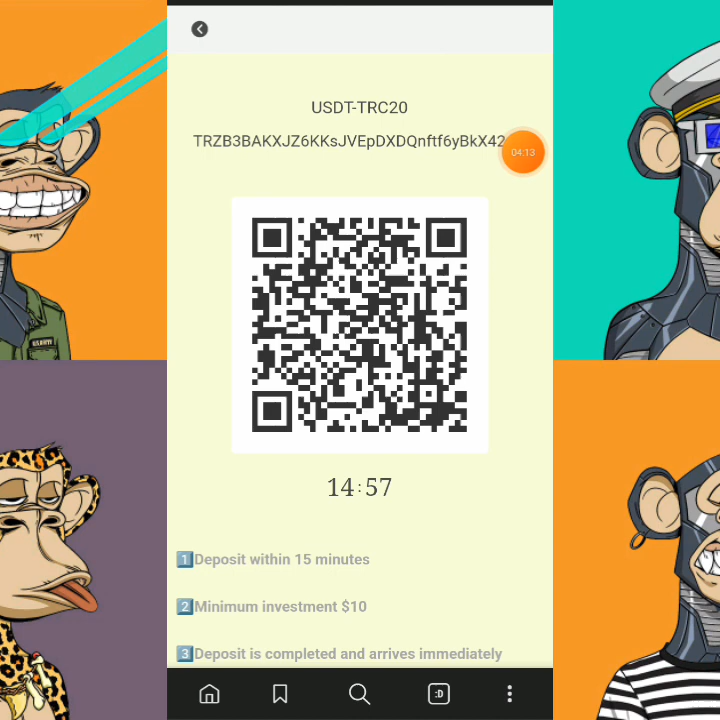 USDT-TRC20
TRZB3BAKXJZ6KKsJVEpDXDQnftf6yBkX42
04:13
14:57
1 Deposit within 15 minutes
2 Minimum investment $10
3 Deposit is completed and arrives immediately
:D